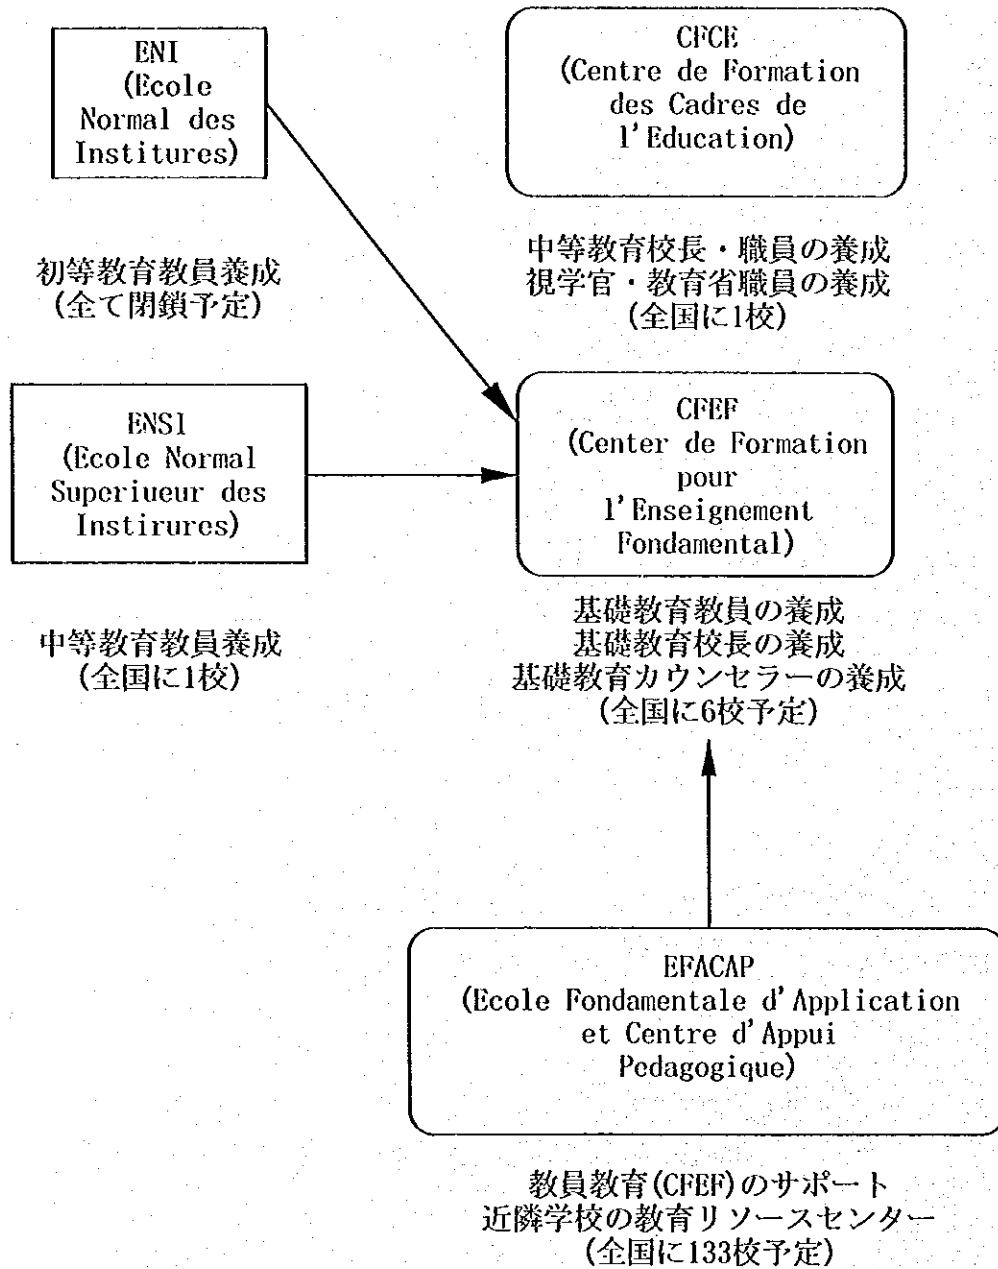 ENI
(Ecole
Normal des
Institures)
初等教育教員養成
(全て閉鎖予定)
CFCE
(Centre de Formation
des Cadres de
l'Education)
中等教育校長・職員の養成
視学官・教育省職員の養成
(全国に1校)
ENSI
(Ecole Normal
Superiueur des
Instirures)
中等教育教員養成
(全国に1校)
CFEF
(Center de Formation
pour
l'Enseignement
Fondamental)
基礎教育教員の養成
基礎教育校長の養成
基礎教育カウンセラーの養成
(全国に6校予定)
EFACAP
(Ecole Fondamentale d'Application
et Centre d'Appui
Pedagogique)
教員教育(CFEF)のサポート
近隣学校の教育リソースセンター
(全国に133校予定)